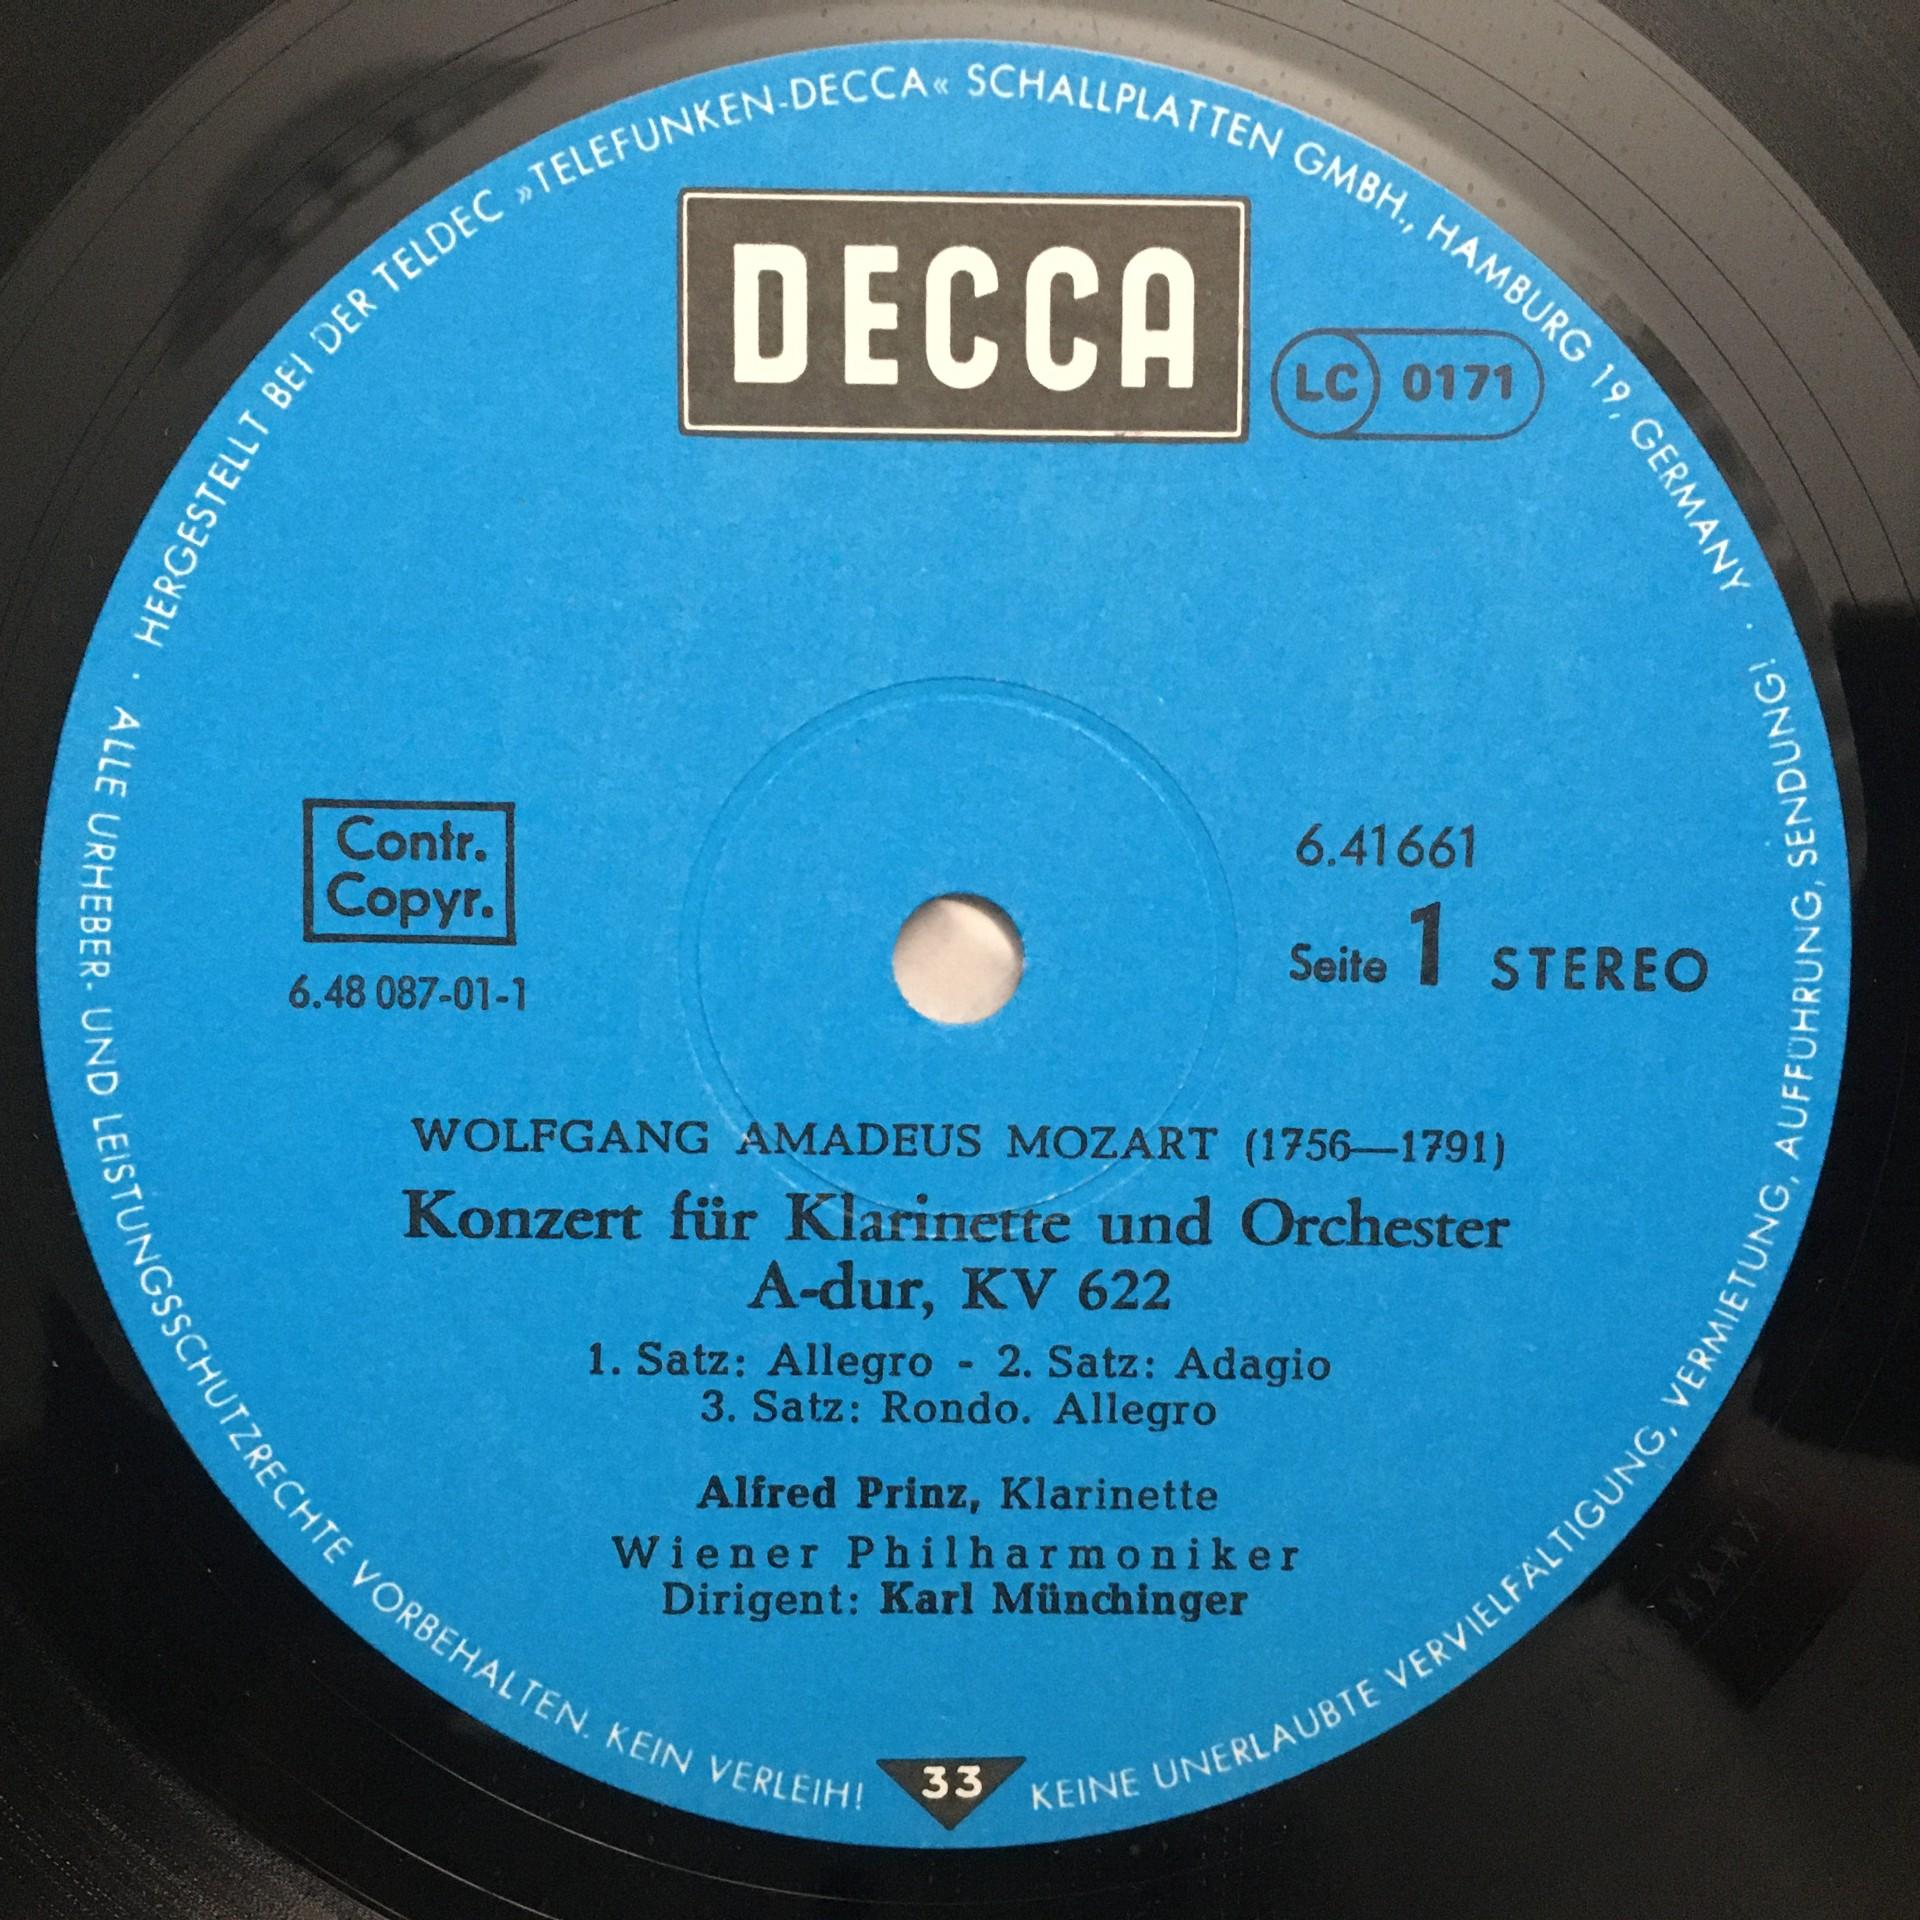 HERGESTELLT BEI DER TELDEC »TELEFUNKEN-DECCA« SCHALLPLATTEN GMBH., HAMBURG 19, GERMANY ·
DECCA
LC 0171
Contr.
Copyr.
6.48 087-01-1
6.41661
Seite 1 STEREO
WOLFGANG AMADEUS MOZART (1756—1791)
Konzert für Klarinette und Orchester
A-dur, KV 622
1. Satz: Allegro - 2. Satz: Adagio
3. Satz: Rondo. Allegro
Alfred Prinz, Klarinette
Wiener Philharmoniker
Dirigent: Karl Münchinger
· ALLE URHEBER- UND LEISTUNGSSCHUTZRECHTE VORBEHALTEN. KEIN VERLEIH!
33
KEINE UNERLAUBTE VERVIELFÄLTIGUNG, VERMIETUNG, AUFFÜHRUNG, SENDUNG!